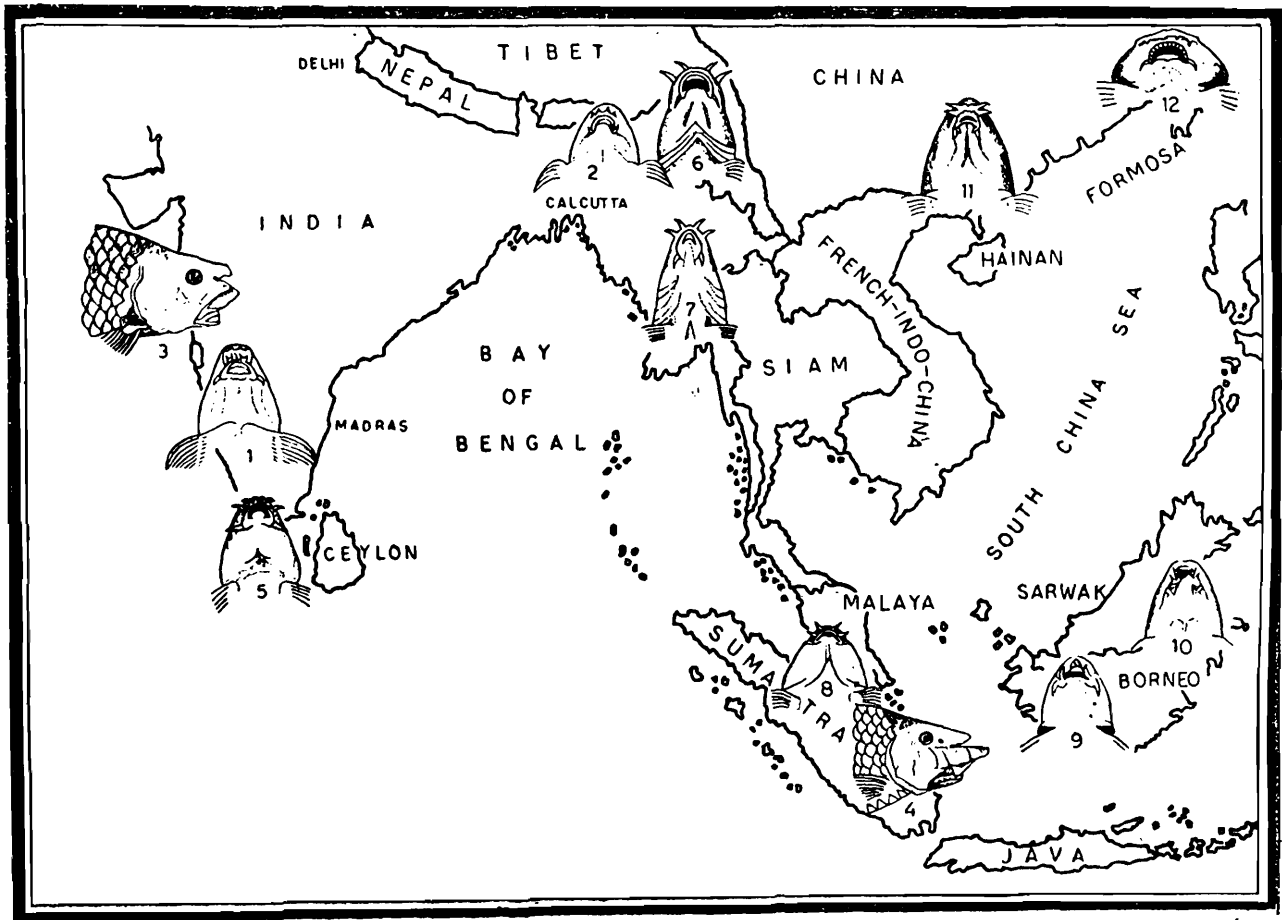 TIBET
DELHI
NEPAL
CHINA
12
FORMOSA
2
6
11
CALCUTTA
INDIA
HAINAN
FRENCH-INDO-CHINA
7
3
BAY
OF
BENGAL
SIAM
SOUTH CHINA SEA
MADRAS
1
CEYLON
5
MALAYA
SARWAK
SUMATRA
8
10
BORNEO
9
4
JAVA